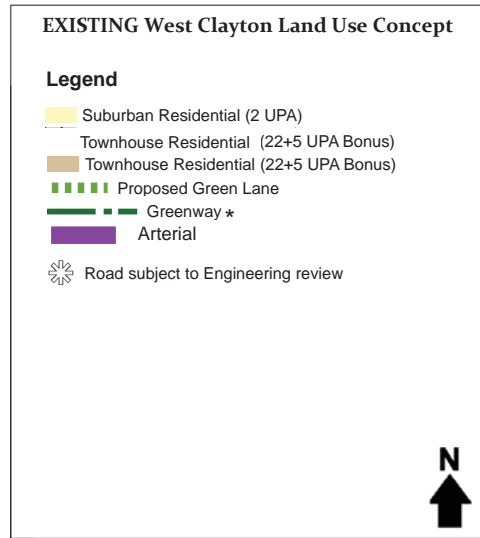 EXISTING West Clayton Land Use Concept
Legend
Suburban Residential (2 UPA)
Townhouse Residential (22+5 UPA Bonus)
Townhouse Residential (22+5 UPA Bonus)
Proposed Green Lane
Greenway *
Arterial
Road subject to Engineering review
N